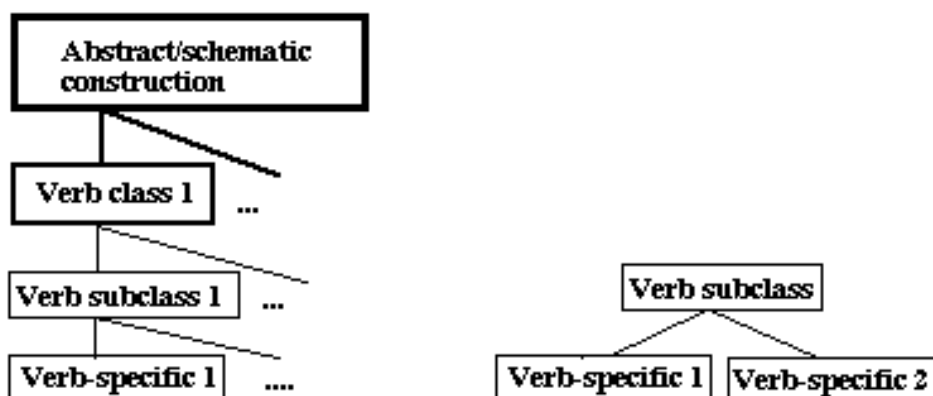 Abstract/schematic
construction
Verb class 1 ...
Verb subclass 1 ...
Verb subclass
Verb-specific 1 ....
Verb-specific 1
Verb-specific 2